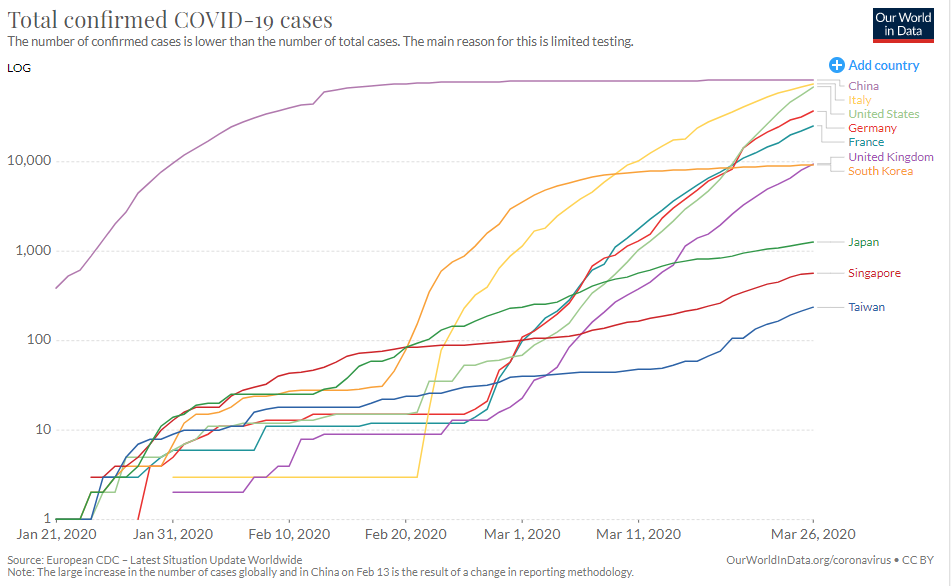 Total confirmed COVID-19 cases
The number of confirmed cases is lower than the number of total cases. The main reason for this is limited testing.
Our World
in Data
LOG
Add country
China
Italy
United States
Germany
France
United Kingdom
South Korea
Japan
Singapore
Taiwan
10,000
1,000
100
10
1
Jan 21, 2020 Jan 31, 2020 Feb 10, 2020 Feb 20, 2020 Mar 1, 2020 Mar 11, 2020 Mar 26, 2020
Source: European CDC – Latest Situation Update Worldwide
OurWorldInData.org/coronavirus • CC BY
Note: The large increase in the number of cases globally and in China on Feb 13 is the result of a change in reporting methodology.